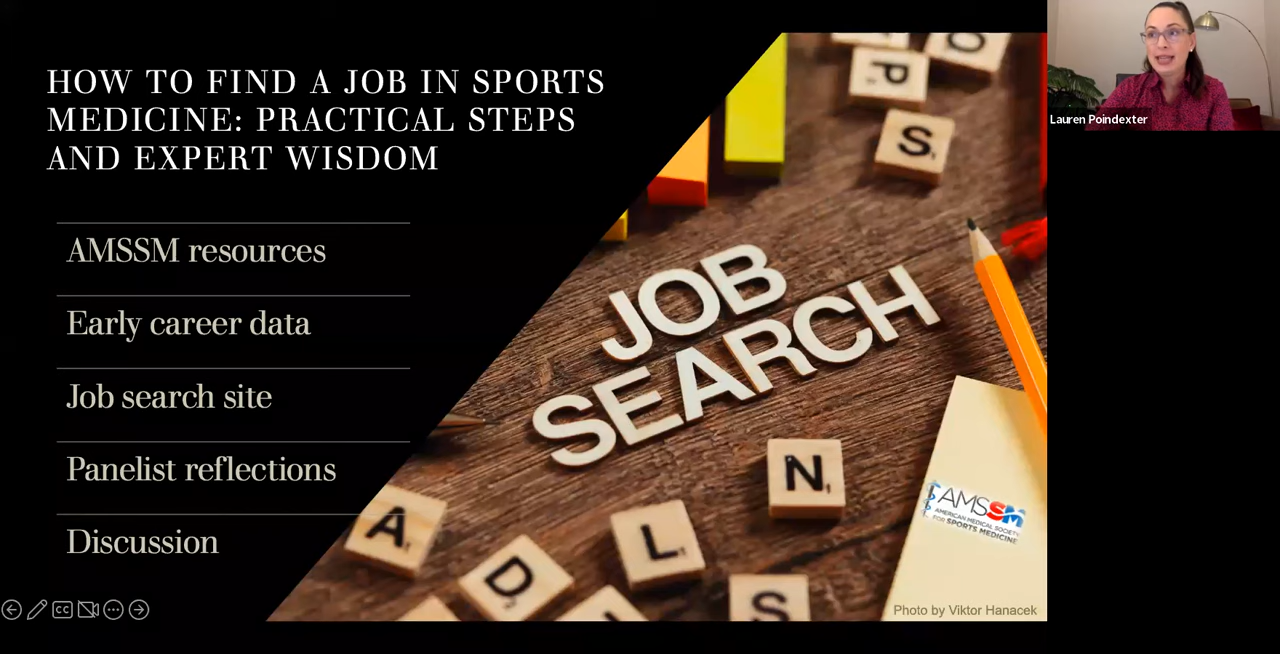 HOW TO FIND A JOB IN SPORTS
MEDICINE: PRACTICAL STEPS
AND EXPERT WISDOM
AMSSM resources
Early career data
Job search site
Panelist reflections
Discussion
O
P
S
JOB
SEARCH
N
A
L
D
S
AMSSM
AMERICAN MEDICAL SOCIETY
FOR SPORTS MEDICINE
Photo by Viktor Hanacek
CC
Lauren Poindexter